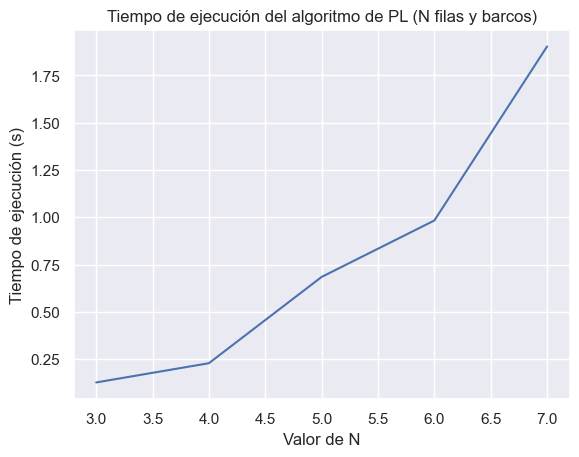 Tiempo de ejecución del algoritmo de PL (N filas y barcos)
Tiempo de ejecución (s)
1.75
1.50
1.25
1.00
0.75
0.50
0.25
3.0 3.5 4.0 4.5 5.0 5.5 6.0 6.5 7.0
Valor de N